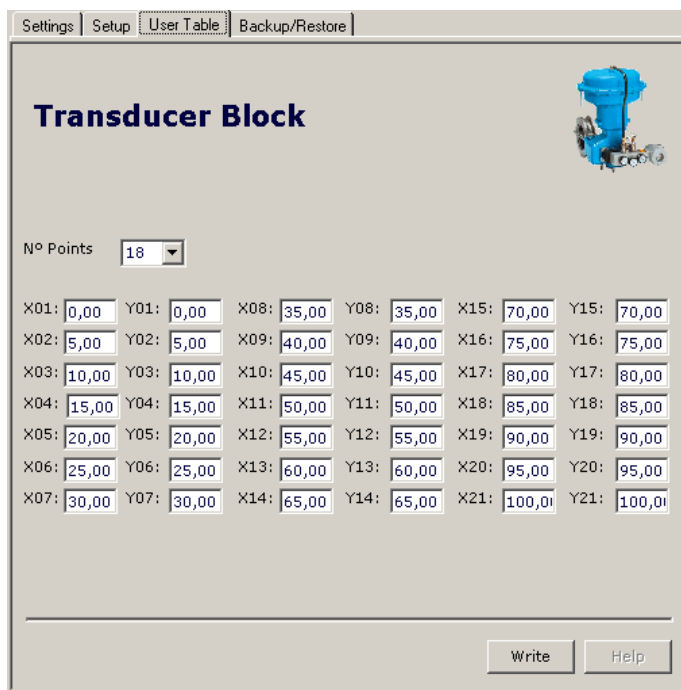 Settings Setup User Table Backup/Restore
Transducer Block
Nº Points 18
X01: 0,00 Y01: 0,00 X08: 35,00 Y08: 35,00 X15: 70,00 Y15: 70,00
X02: 5,00 Y02: 5,00 X09: 40,00 Y09: 40,00 X16: 75,00 Y16: 75,00
X03: 10,00 Y03: 10,00 X10: 45,00 Y10: 45,00 X17: 80,00 Y17: 80,00
X04: 15,00 Y04: 15,00 X11: 50,00 Y11: 50,00 X18: 85,00 Y18: 85,00
X05: 20,00 Y05: 20,00 X12: 55,00 Y12: 55,00 X19: 90,00 Y19: 90,00
X06: 25,00 Y06: 25,00 X13: 60,00 Y13: 60,00 X20: 95,00 Y20: 95,00
X07: 30,00 Y07: 30,00 X14: 65,00 Y14: 65,00 X21: 100,0 Y21: 100,0
Write Help